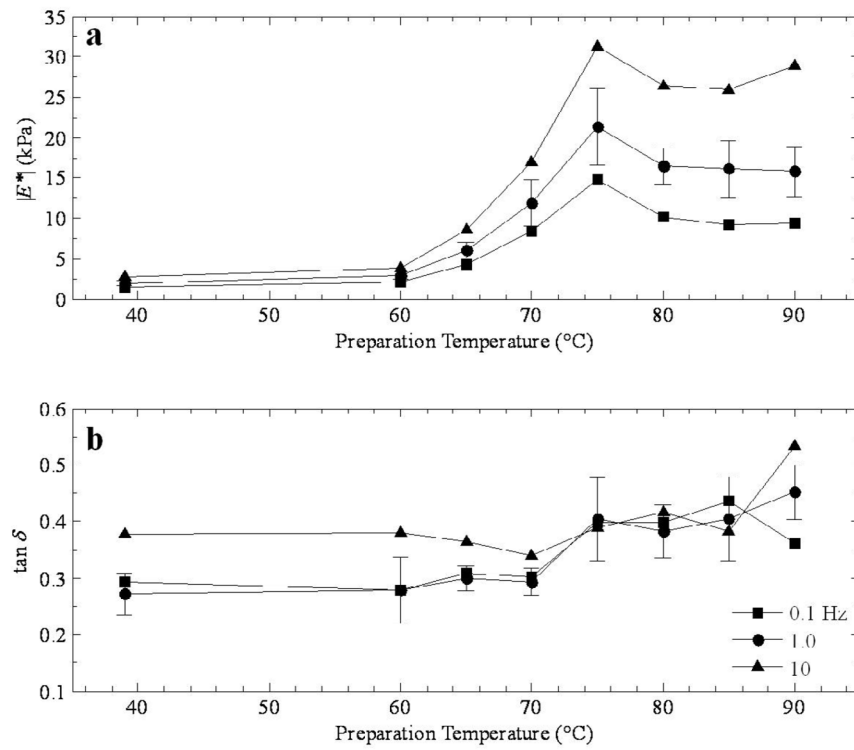 a
35
30
25
20
15
10
5
0
|E*| (kPa)
40 50 60 70 80 90
Preparation Temperature (°C)
b
0.6
0.5
0.4
0.3
0.2
0.1
tan δ
0.1 Hz
1.0
10
40 50 60 70 80 90
Preparation Temperature (°C)